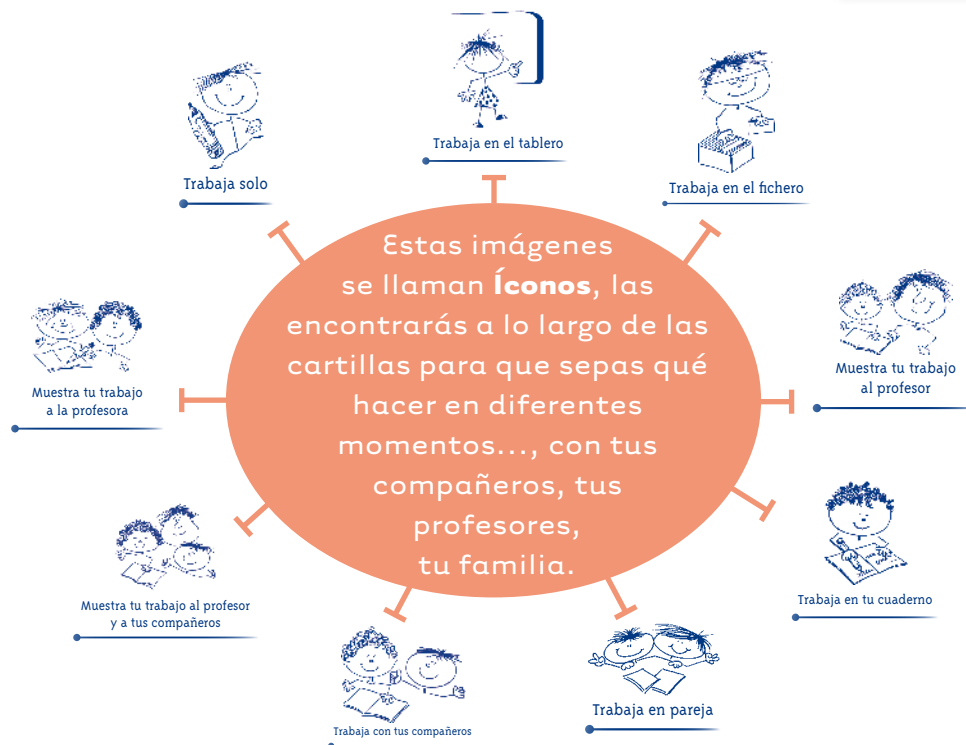 Trabaja en el tablero
Trabaja solo
Trabaja en el fichero
Estas imágenes
se llaman Íconos, las
encontrarás a lo largo de las
cartillas para que sepas qué
hacer en diferentes
momentos..., con tus
compañeros, tus
profesores,
tu familia.
Muestra tu trabajo
a la profesora
Muestra tu trabajo
al profesor
Muestra tu trabajo al profesor
y a tus compañeros
Trabaja en tu cuaderno
Trabaja con tus compañeros
Trabaja en pareja